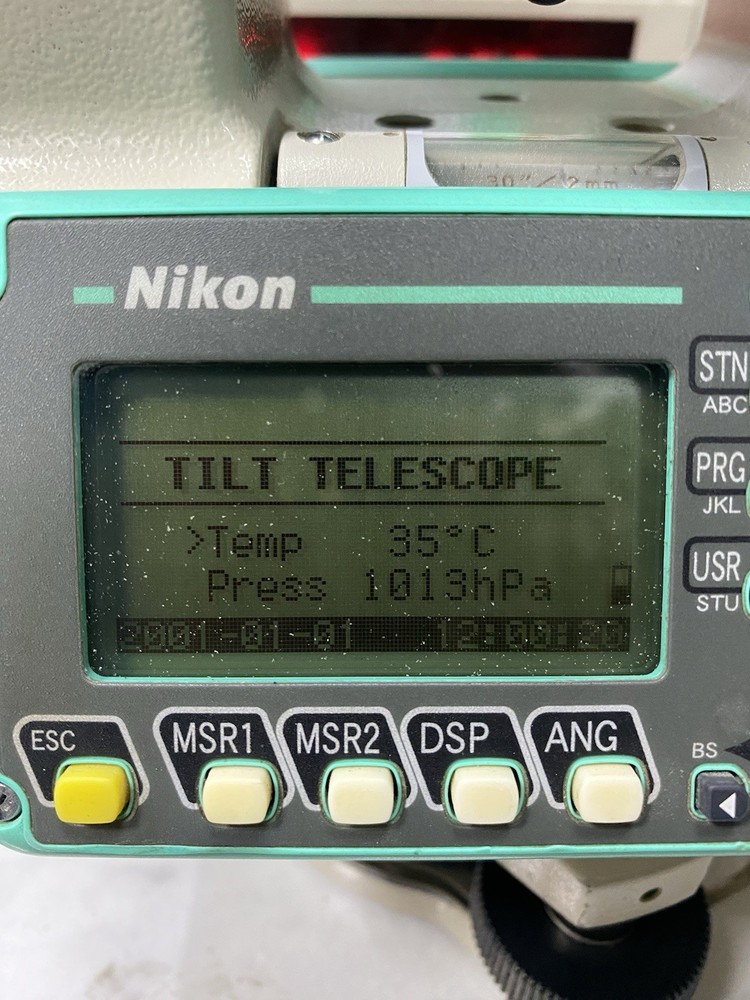 30"/2mm
Nikon
TILT TELESCOPE
>Temp 35°C
Press 1013hPa
2001-01-01 12:00:20
STN
ABC
PRG
JKL
USR
STU
ESC
MSR1
MSR2
DSP
ANG
BS